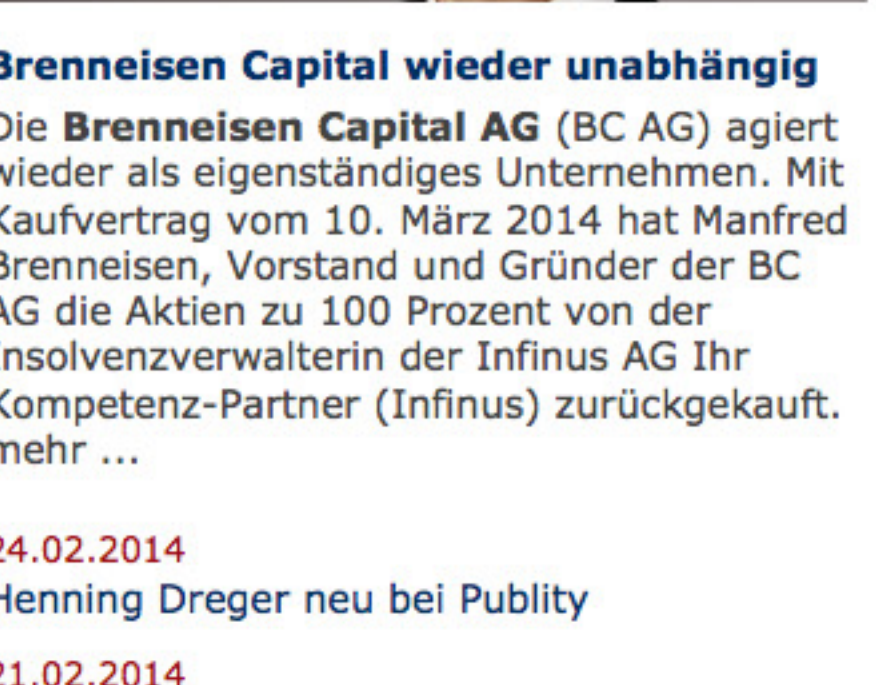 Brenneisen Capital wieder unabhängig
Die Brenneisen Capital AG (BC AG) agiert
wieder als eigenständiges Unternehmen. Mit
Kaufvertrag vom 10. März 2014 hat Manfred
Brenneisen, Vorstand und Gründer der BC
AG die Aktien zu 100 Prozent von der
Insolvenzverwalterin der Infinus AG Ihr
Kompetenz-Partner (Infinus) zurückgekauft.
mehr ...
24.02.2014
Henning Dreger neu bei Publity
21.02.2014